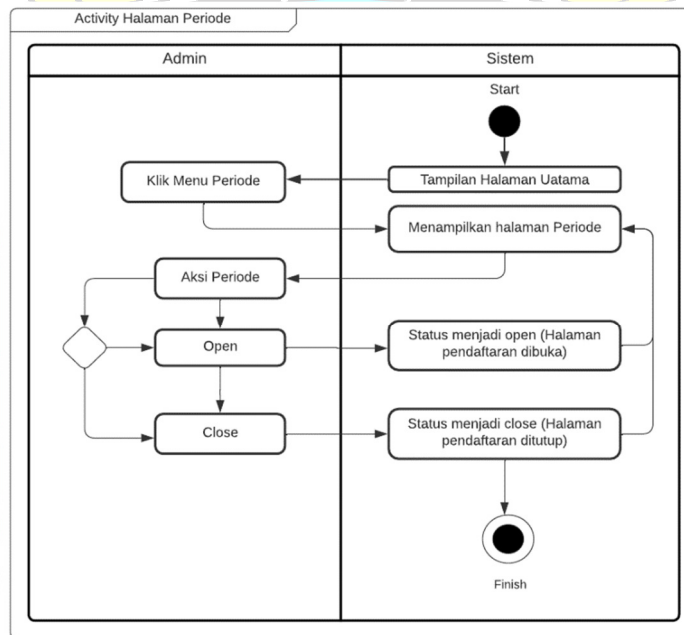 Activity Halaman Periode
Admin
Sistem
Start
Tampilan Halaman Uatama
Klik Menu Periode
Menampilkan halaman Periode
Aksi Periode
Open
Status menjadi open (Halaman
pendaftaran dibuka)
Close
Status menjadi close (Halaman
pendaftaran ditutup)
Finish